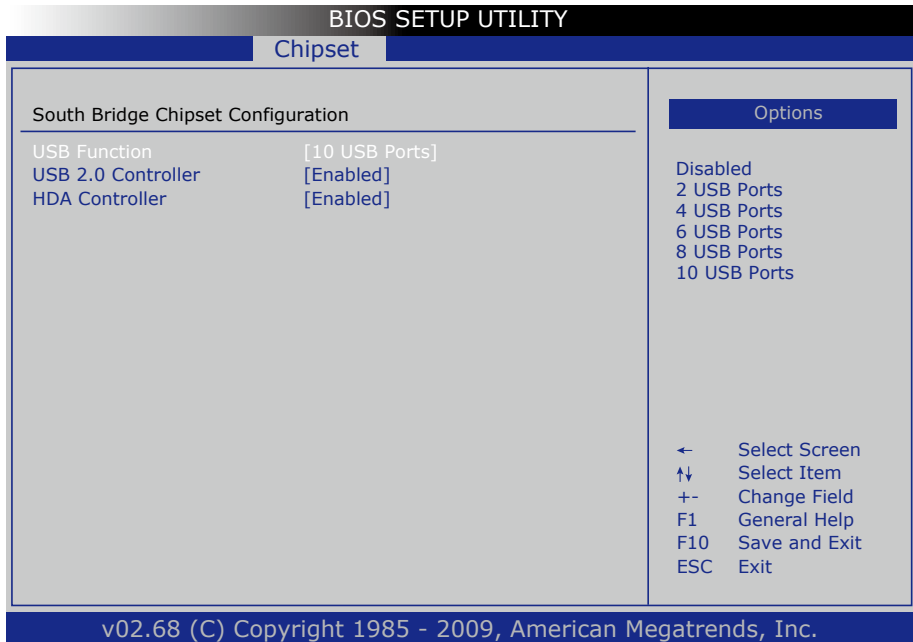 BIOS SETUP UTILITY
Chipset
South Bridge Chipset Configuration
USB Function [10 USB Ports]
USB 2.0 Controller [Enabled]
HDA Controller [Enabled]
Options
Disabled
2 USB Ports
4 USB Ports
6 USB Ports
8 USB Ports
10 USB Ports
← Select Screen
↑↓ Select Item
+- Change Field
F1 General Help
F10 Save and Exit
ESC Exit
v02.68 (C) Copyright 1985 - 2009, American Megatrends, Inc.